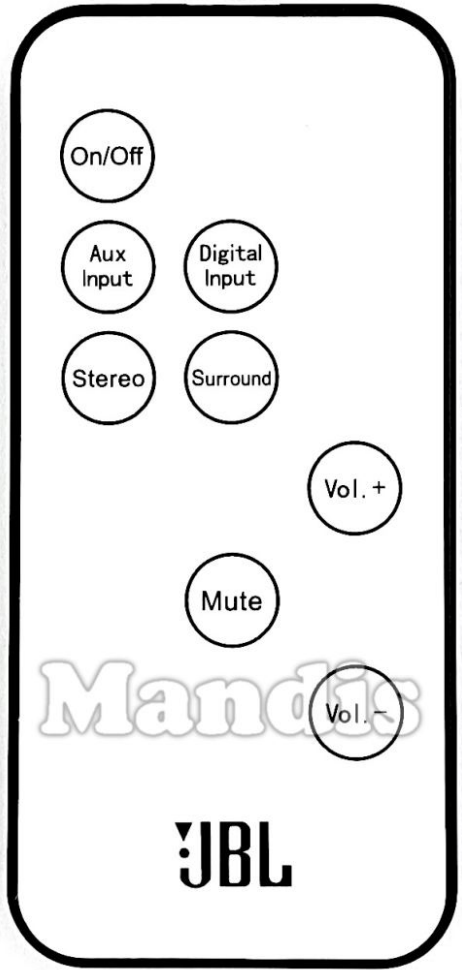 On/Off
Aux
Input
Digital
Input
Stereo
Surround
Vol.+
Mute
Mandis
Vol.-
JBL